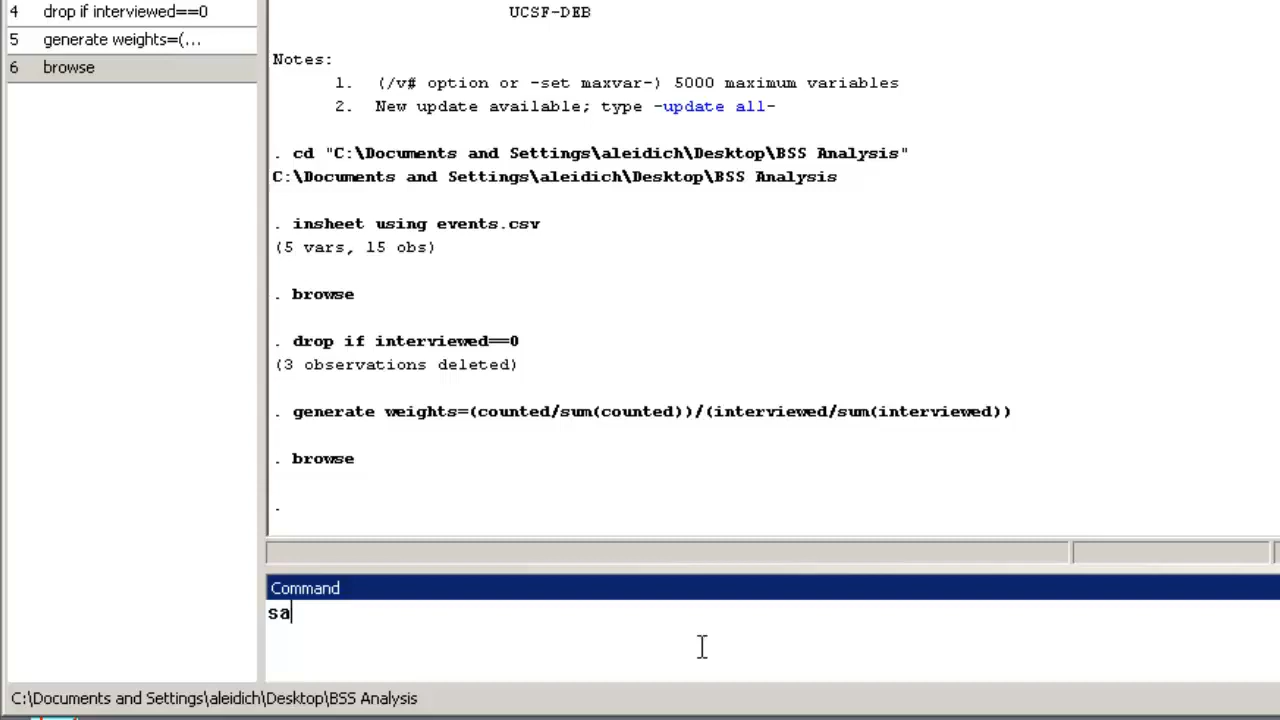 4 drop if interviewed==0
5 generate weights=(...
6 browse
UCSF-DEB
Notes:
1. (/v# option or -set maxvar-) 5000 maximum variables
2. New update available; type -update all-
. cd "C:\Documents and Settings\aleidich\Desktop\BSS Analysis"
C:\Documents and Settings\aleidich\Desktop\BSS Analysis
. insheet using events.csv
(5 vars, 15 obs)
. browse
. drop if interviewed==0
(3 observations deleted)
. generate weights=(counted/sum(counted))/(interviewed/sum(interviewed))
. browse
.
Command
sa
C:\Documents and Settings\aleidich\Desktop\BSS Analysis